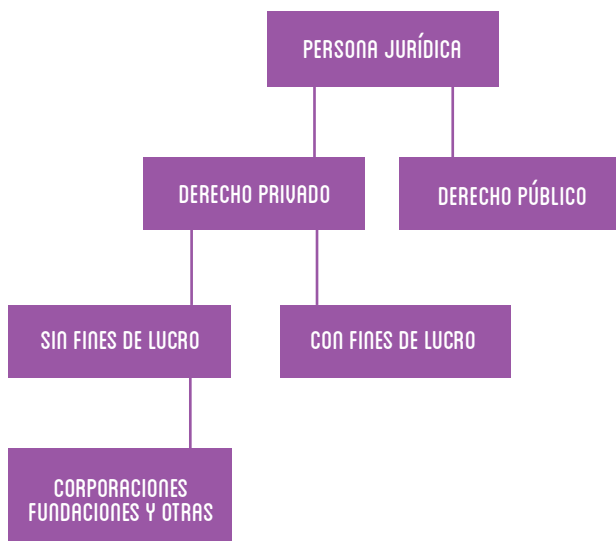 PERSONA JURÍDICA
DERECHO PRIVADO
DERECHO PÚBLICO
SIN FINES DE LUCRO
CON FINES DE LUCRO
CORPORACIONES
FUNDACIONES Y OTRAS